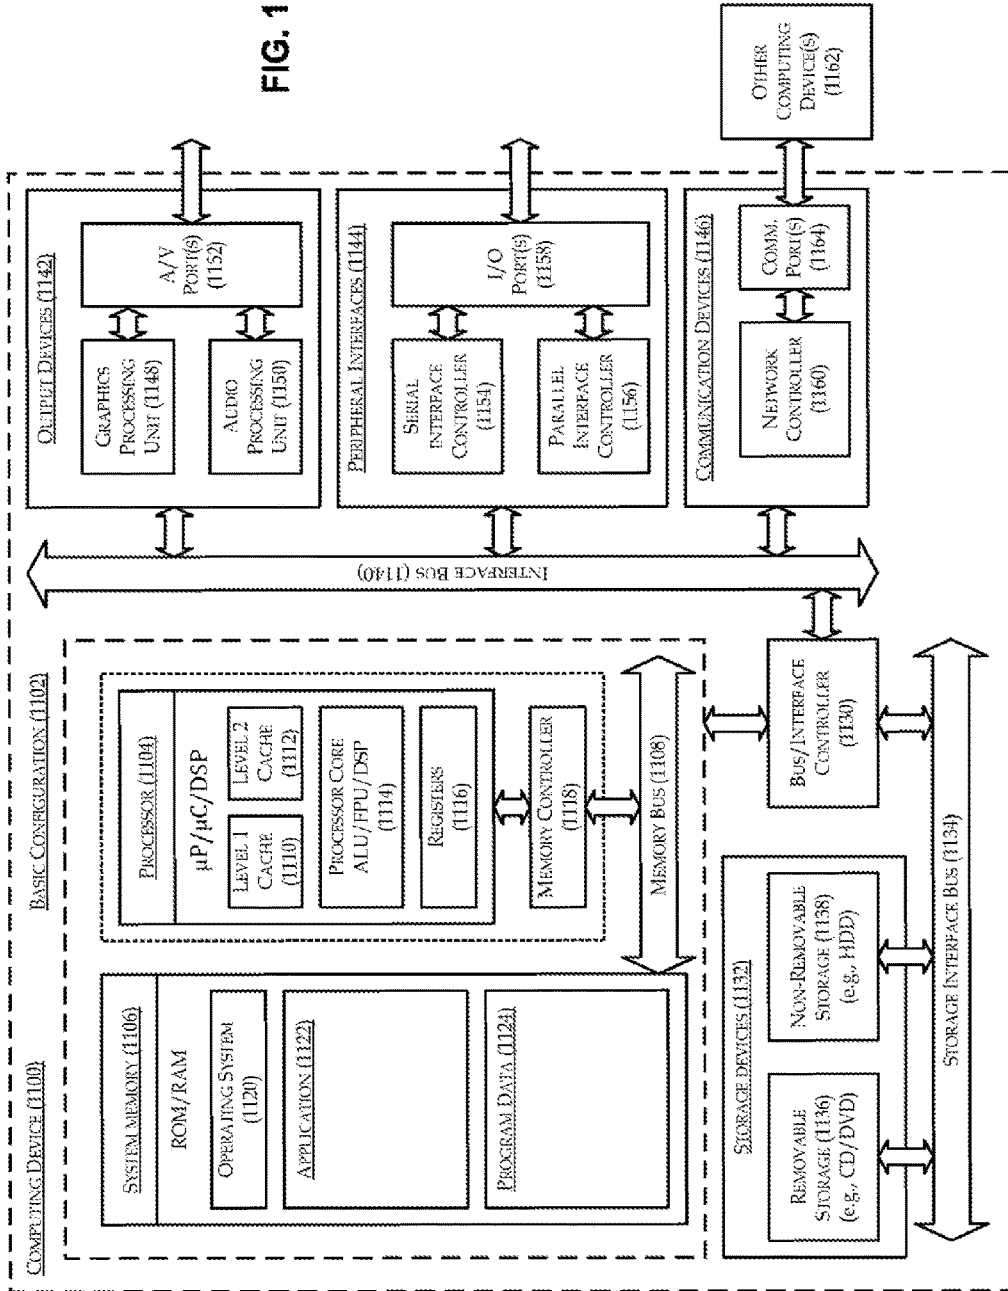 COMPUTING DEVICE (1100)
BASIC CONFIGURATION (1102)
SYSTEM MEMORY (1106)
ROM/RAM
OPERATING SYSTEM
(1120)
APPLICATION (1122)
PROGRAM DATA (1124)
PROCESSOR (1104)
µP/µC/DSP
LEVEL 1
CACHE
(1110)
LEVEL 2
CACHE
(1112)
PROCESSOR CORE
ALU/FPU/DSP
(1114)
REGISTERS
(1116)
MEMORY CONTROLLER
(1118)
MEMORY BUS (1108)
STORAGE DEVICES (1132)
REMOVABLE
STORAGE (1136)
(e.g., CD/DVD)
NON-REMOVABLE
STORAGE (1138)
(e.g., HDD)
BUS/INTERFACE
CONTROLLER
(1130)
STORAGE INTERFACE BUS (1134)
INTERFACE BUS (1140)
OUTPUT DEVICES (1142)
GRAPHICS
PROCESSING
UNIT (1148)
AUDIO
PROCESSING
UNIT (1150)
A/V
PORT(S)
(1152)
PERIPHERAL INTERFACES (1144)
SERIAL
INTERFACE
CONTROLLER
(1154)
PARALLEL
INTERFACE
CONTROLLER
(1156)
I/O
PORT(S)
(1158)
COMMUNICATION DEVICES (1146)
NETWORK
CONTROLLER
(1160)
COMM.
PORT(S)
(1164)
OTHER
COMPUTING
DEVICE(S)
(1162)
FIG. 1